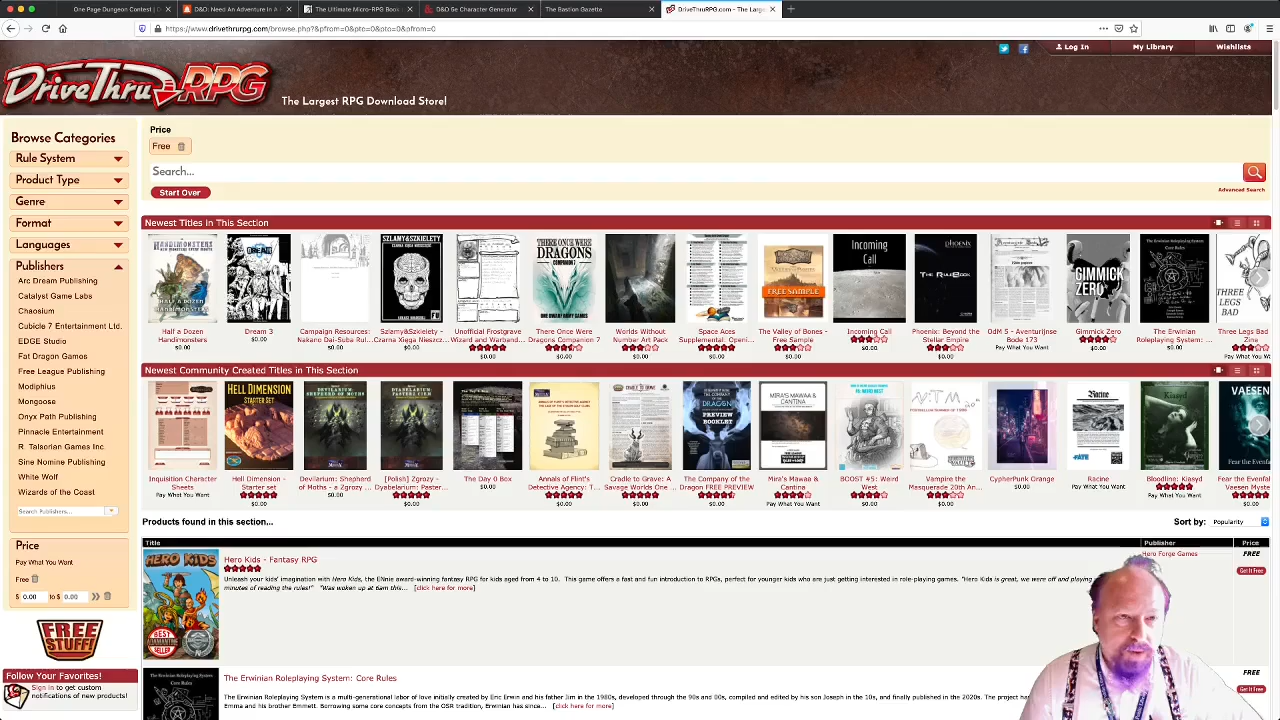 One Page Dungeon Contest | D
D&D: Need An Adventure In A
The Ultimate Micro-RPG Book
D&D 5e Character Generator
The Bastion Gazette
DriveThruRPG.com - The Larges
https://www.drivethrurpg.com/browse.php?&pfrom=0&ptc=0&pto=0&pfrom=0
Log In
My Library
Wishlists
DriveThruRPG
The Largest RPG Download Store!
Browse Categories
Rule System
Product Type
Genre
Format
Languages
Publishers
Catalyst Game Labs
Chaosium
Cubicle 7 Entertainment Ltd.
EDGE Studio
Fat Dragon Games
Free League Publishing
Modiphius
Mongoose
Onyx Path Publishing
Pinnacle Entertainment
R. Talsorian Games Inc.
Sine Nomine Publishing
White Wolf
Wizards of the Coast
Search Publishers...
Price
Pay What You Want
Free
$ 0.00 to $ 0.00
FREE STUFF!
Follow Your Favorites!
Sign in to get custom
notifications of new products!
Price
Free
Search...
Start Over
Advanced Search
Newest Titles in This Section
Half a Dozen Handimonsters
$0.00
Dream 3
$0.00
Campaign Resources: Nakano Dai-Suba Rul...
$0.00
Szlamy&Szkielety - Czarna Xięga Nieszcz...
Unofficial Frostgrave Wizard and Warband...
$0.00
There Once Were Dragons Companion 7
$0.00
Worlds Without Number Art Pack
$0.00
Space Aces Supplemental: Openi...
$0.00
The Valley of Bones - Free Sample
$0.00
Incoming Call
$0.00
Phoenix: Beyond the Stellar Empire
$0.00
OdM 5 - Aventurijnse Bode 173
Pay What You Want
Gimmick Zero
$0.00
The Erwinian Roleplaying System: ...
Three Legs Bad Zine
Pay What Yo
Newest Community Created Titles in This Section
Inquisition Character Sheets
Pay What You Want
Hell Dimension - Starter set
$0.00
Devilarium: Shepherd of Moths - a Zgrozy ...
$0.00
[Polish] Zgrozy - Dyabelarium: Paster...
$0.00
The Day 0 Box
$0.00
Annals of Flint's Detective Agency: T...
$0.00
Cradle to Grave: A Savage Worlds One ...
$0.00
The Company of the Dragon FREE PREVIEW
$0.00
Mira's Mawaa & Cantina
Pay What You Want
BOOST #5: Weird West
$0.00
Vampire the Masquerade 20th An...
$0.00
CyphperPunk Orange
$0.00
Racine
Pay What You Want
Bloodline: Kiasyd
Pay What You Want
Fear the Evenfal
Vaesen Myste
$0.00
Products found in this section...
Sort by: Popularity
Title
Publisher
Price
HERO KIDS
Hero Kids - Fantasy RPG
Hero Forge Games
FREE
Get It Free
Unleash your kids' imagination with Hero Kids, the ENnie award-winning fantasy RPG for kids aged from 4 to 10. This game offers a fast and fun introduction to RPGs, perfect for younger kids who are just getting interested in role-playing games. "Hero Kids is great, we were off and playing
minutes of reading the rules!" "Was woken up at 6am this... [click here for more]
The Erwinian Roleplaying System: Core Rules
FREE
Get It Free
The Erwinian Roleplaying System is a multi-generational labor of love initially created by Eric Erwin and his father Jim in the 1980s, developed through the 90s and 00s, compiled and edited by his son Joseph in the 10s, and finally published in the 2020s. The project has
Emma and his brother Emmett. Borrowing some core concepts from the OSR tradition, Erwinian has since... [click here for more]